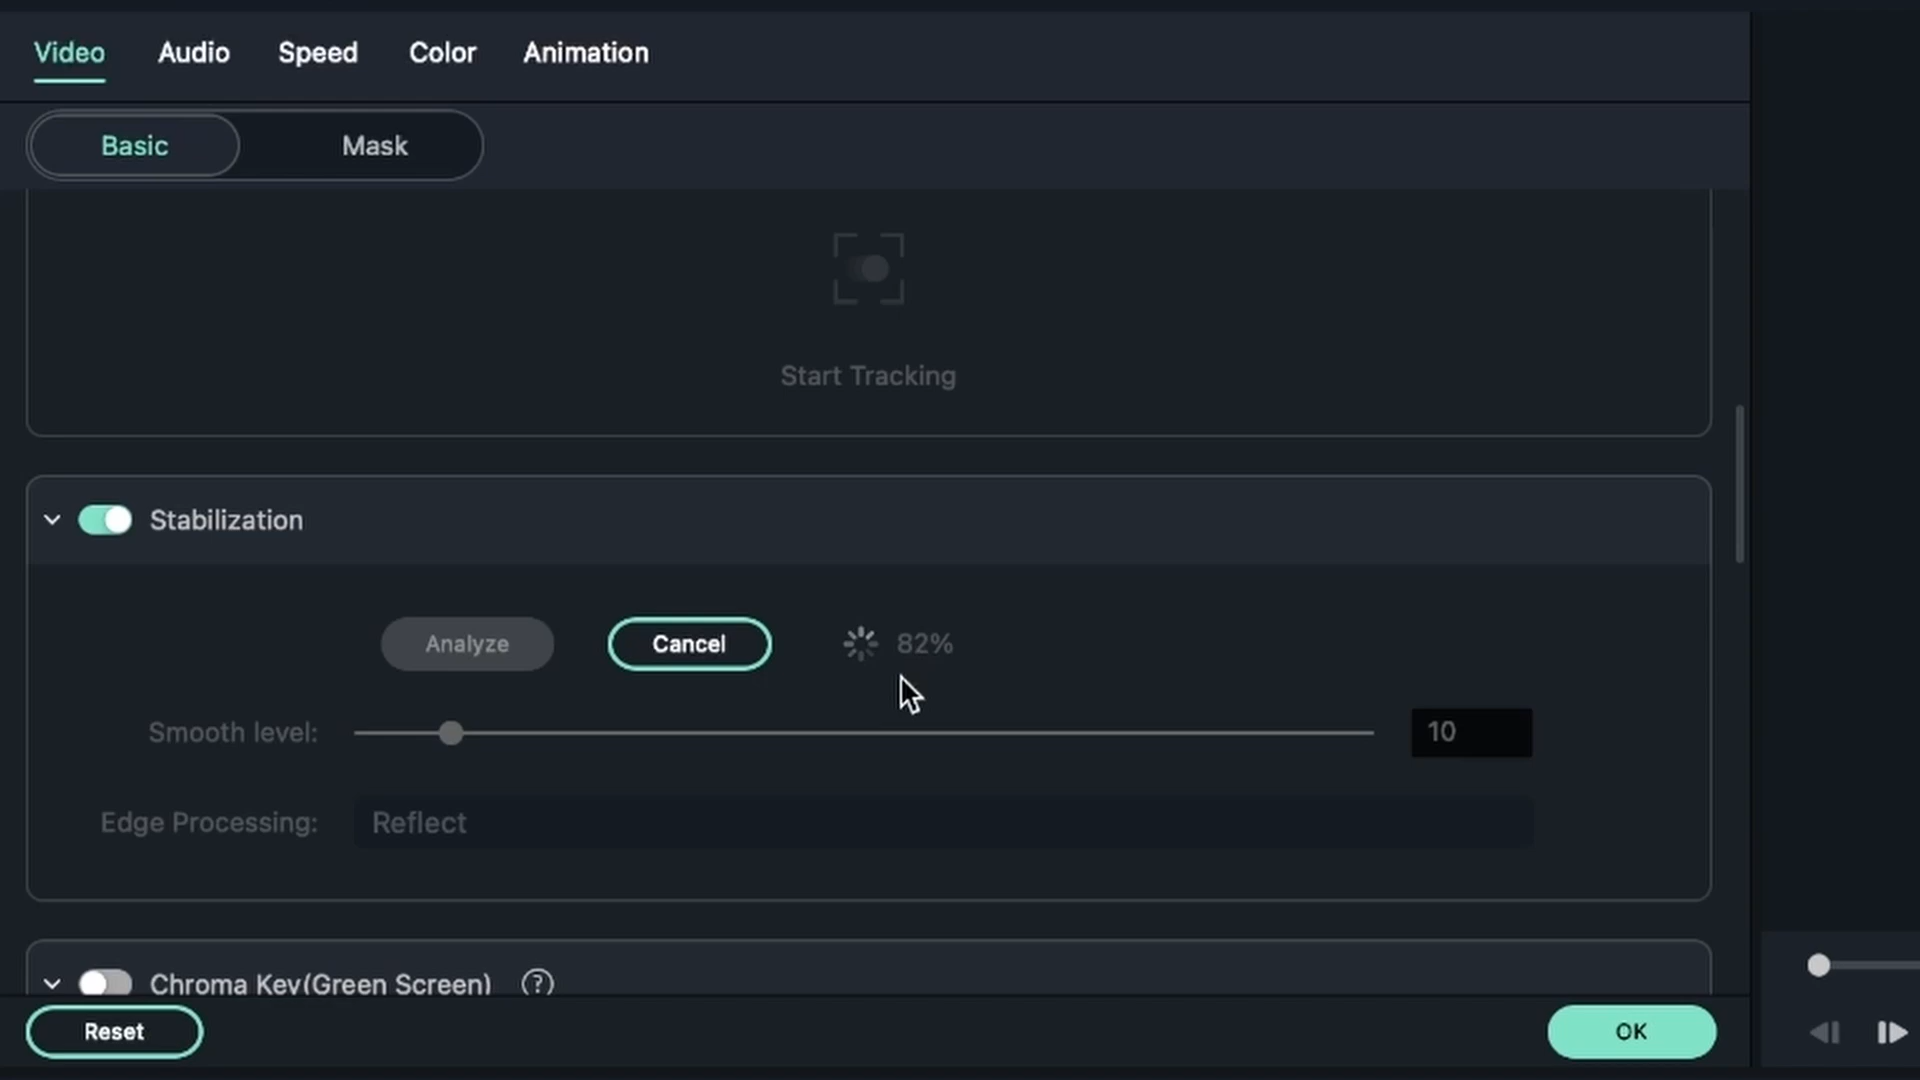 Video Audio Speed Color Animation
Basic Mask
Start Tracking
Stabilization
Analyze Cancel 82%
Smooth level: 10
Edge Processing: Reflect
Chroma Key(Green Screen) ?
Reset OK